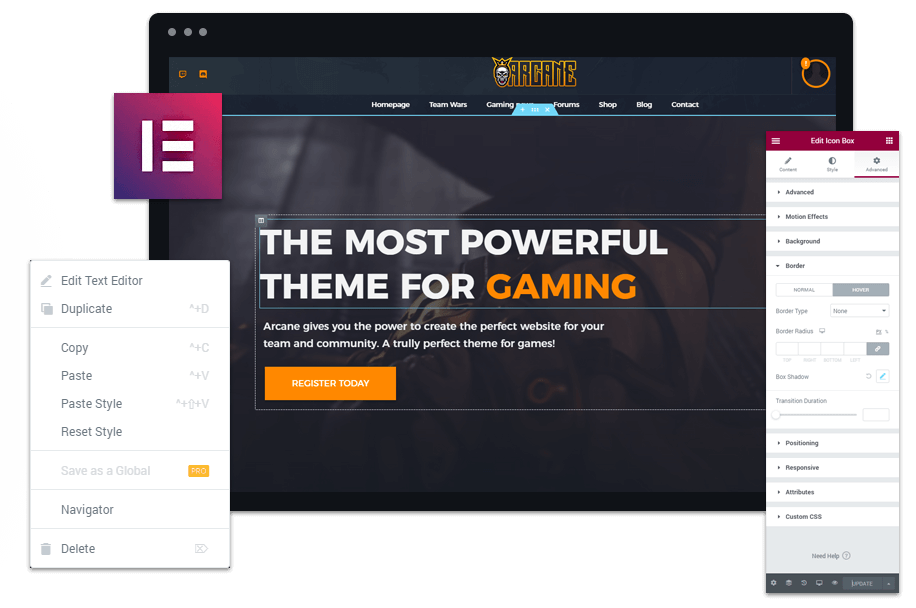 ARCANE
Homepage Team Wars Gaming Forums Shop Blog Contact
THE MOST POWERFUL
THEME FOR GAMING
Arcane gives you the power to create the perfect website for your
team and community. A trully perfect theme for games!
REGISTER TODAY
Edit Text Editor
Duplicate ^+D
Copy ^+C
Paste ^+V
Paste Style ^+⇧+V
Reset Style
Save as a Global PRO
Navigator
Delete
Edit Icon Box
Content Style Advanced
Advanced
Motion Effects
Background
Border
NORMAL HOVER
Border Type None
Border Radius
TOP RIGHT BOTTOM LEFT
Box Shadow
Transition Duration
Positioning
Responsive
Attributes
Custom CSS
Need Help ?
UPDATE